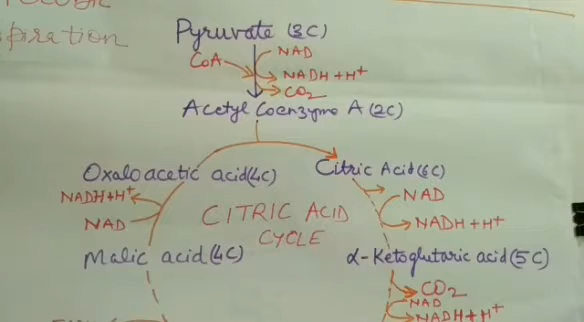 Pyruvate (3C)
piration
CoA
NAD
NADH + H+
CO2
Acetyl Coenzyme A (2C)
Oxaloacetic acid(4C)
Citric Acid(6C)
NADH+H+
NAD
CITRIC ACID
CYCLE
NAD
NADH + H+
Malic acid(4C)
α-Ketoglutaric acid(5C)
CO2
NAD
NADH + H+